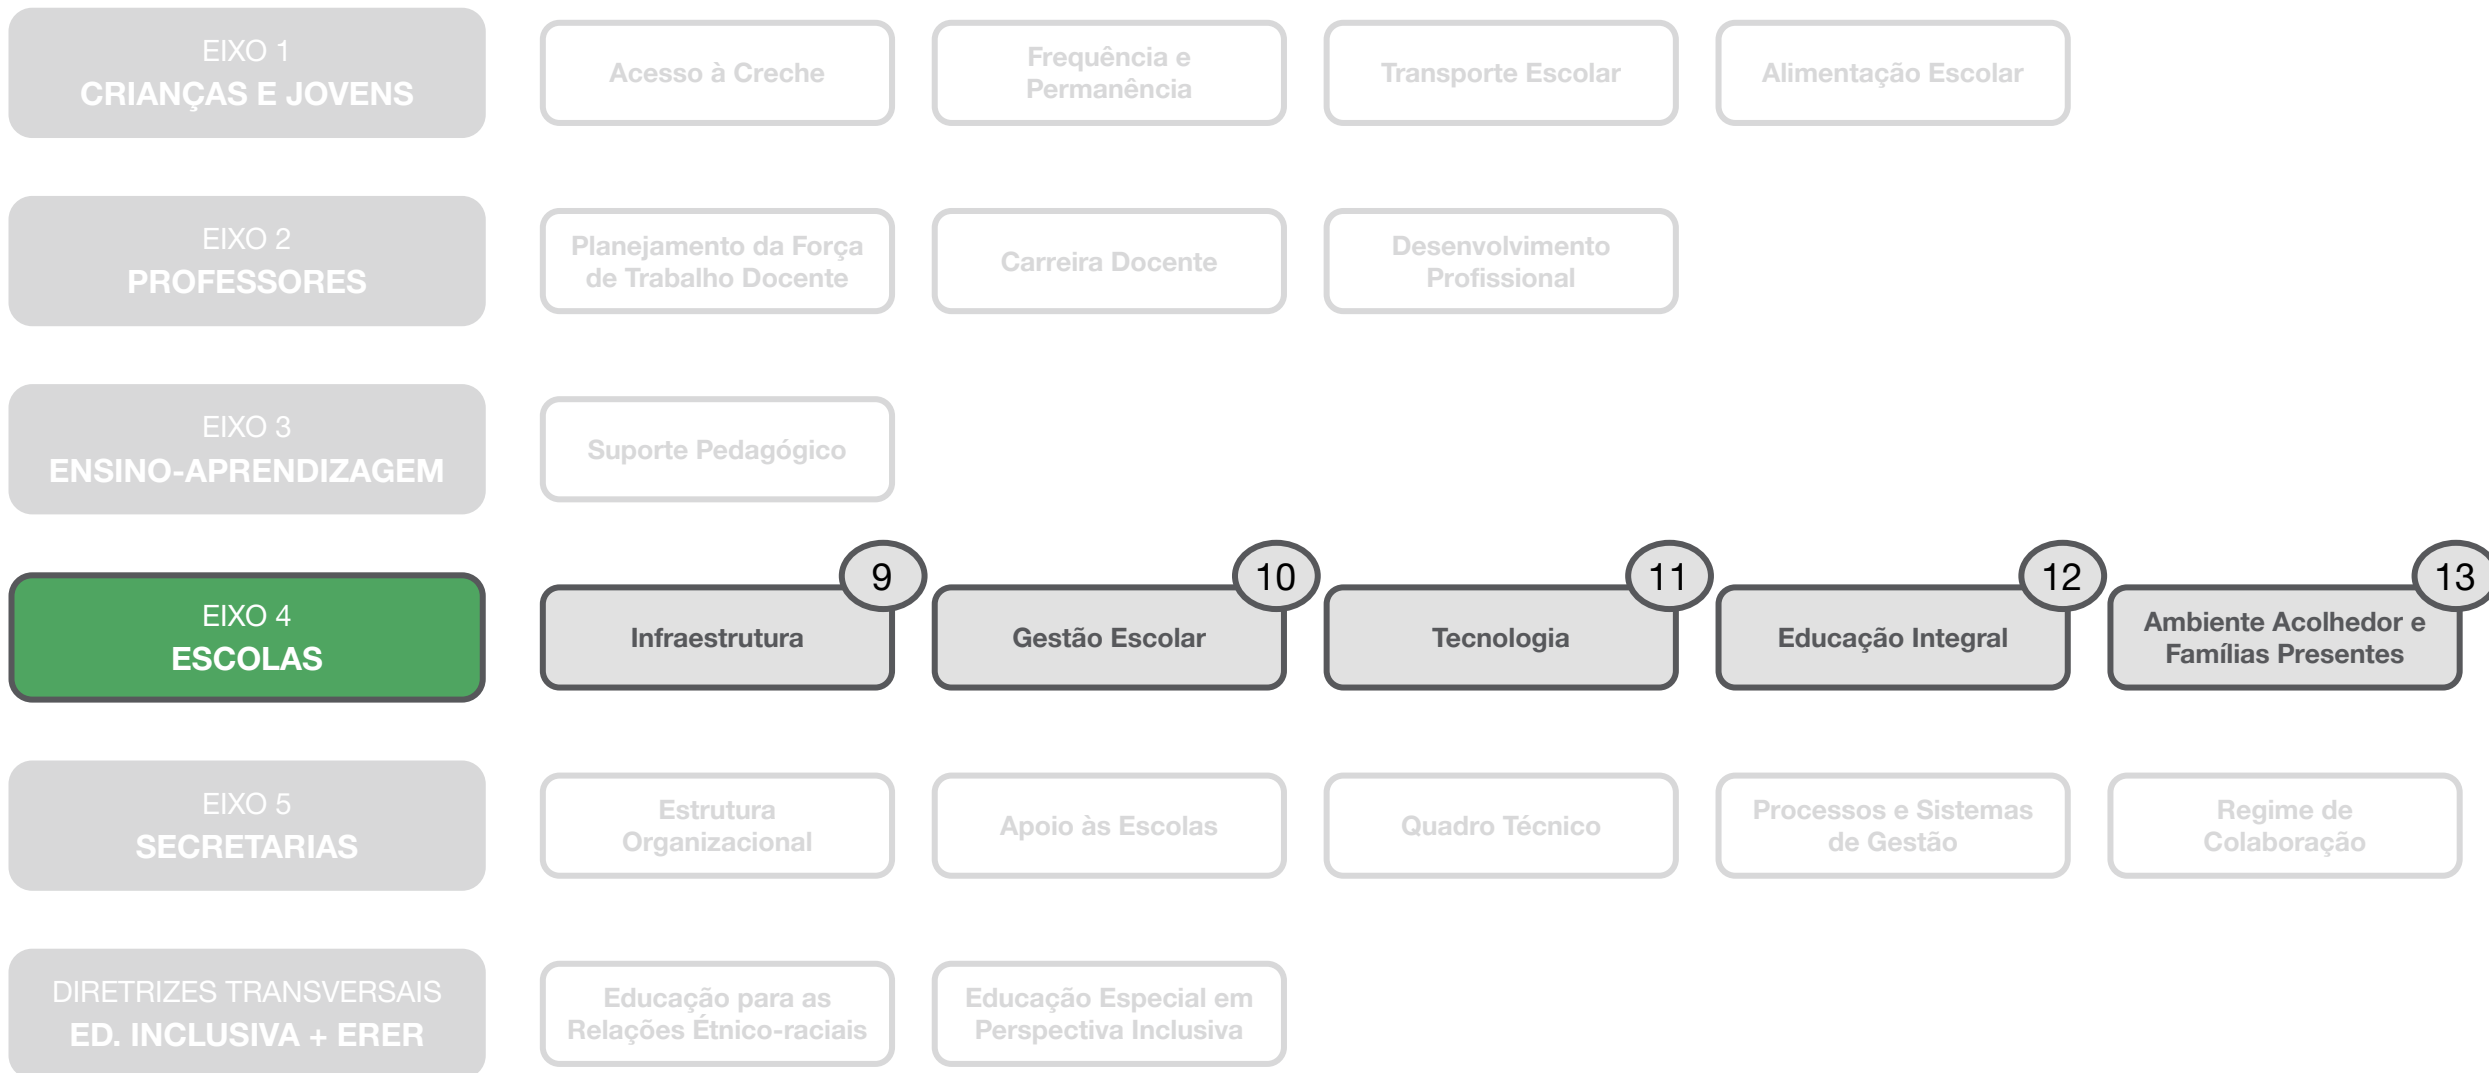 EIXO 1
CRIANÇAS E JOVENS
Acesso à Creche
Frequência e
Permanência
Transporte Escolar
Alimentação Escolar
EIXO 2
PROFESSORES
Planejamento da Força
de Trabalho Docente
Carreira Docente
Desenvolvimento
Profissional
EIXO 3
ENSINO-APRENDIZAGEM
Suporte Pedagógico
EIXO 4
ESCOLAS
9
Infraestrutura
10
Gestão Escolar
11
Tecnologia
12
Educação Integral
13
Ambiente Acolhedor e
Famílias Presentes
EIXO 5
SECRETARIAS
Estrutura
Organizacional
Apoio às Escolas
Quadro Técnico
Processos e Sistemas
de Gestão
Regime de
Colaboração
DIRETRIZES TRANSVERSAIS
ED. INCLUSIVA + ERER
Educação para as
Relações Étnico-raciais
Educação Especial em
Perspectiva Inclusiva